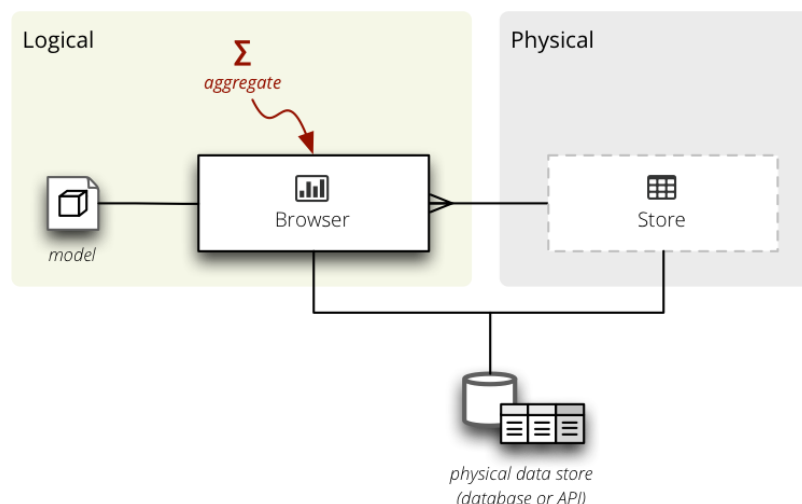 Logical
Physical
Σ
aggregate
Browser
Store
model
physical data store
(database or API)